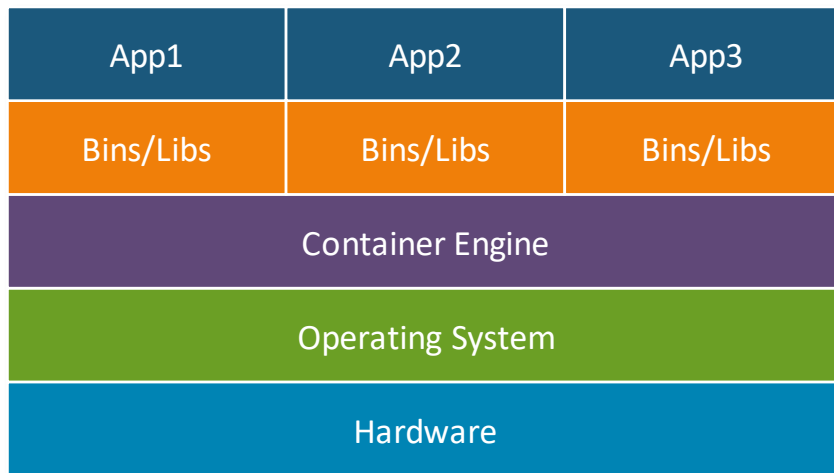 App1 App2 App3
Bins/Libs Bins/Libs Bins/Libs
Container Engine
Operating System
Hardware